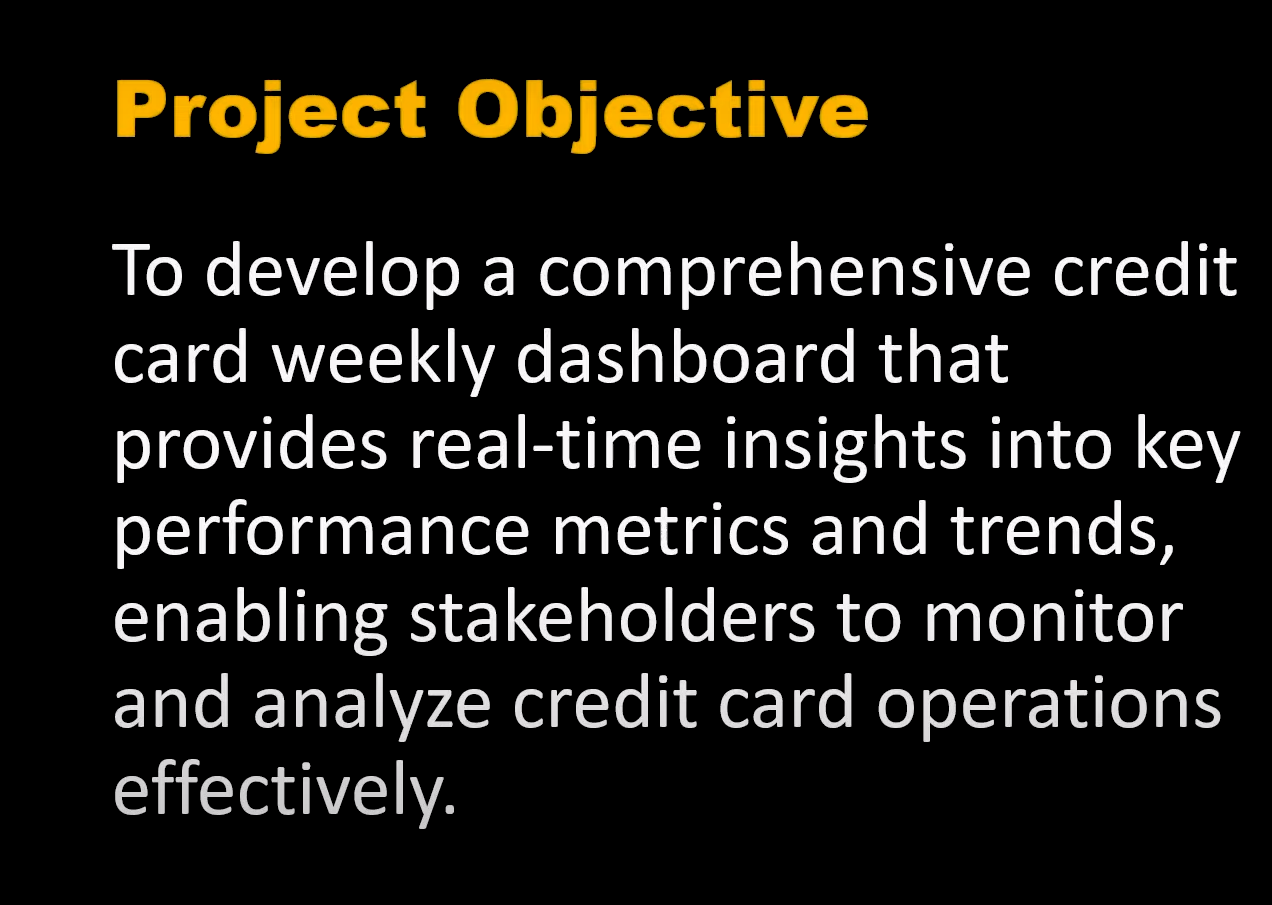 Project Objective
To develop a comprehensive credit
card weekly dashboard that
provides real-time insights into key
performance metrics and trends,
enabling stakeholders to monitor
and analyze credit card operations
effectively.